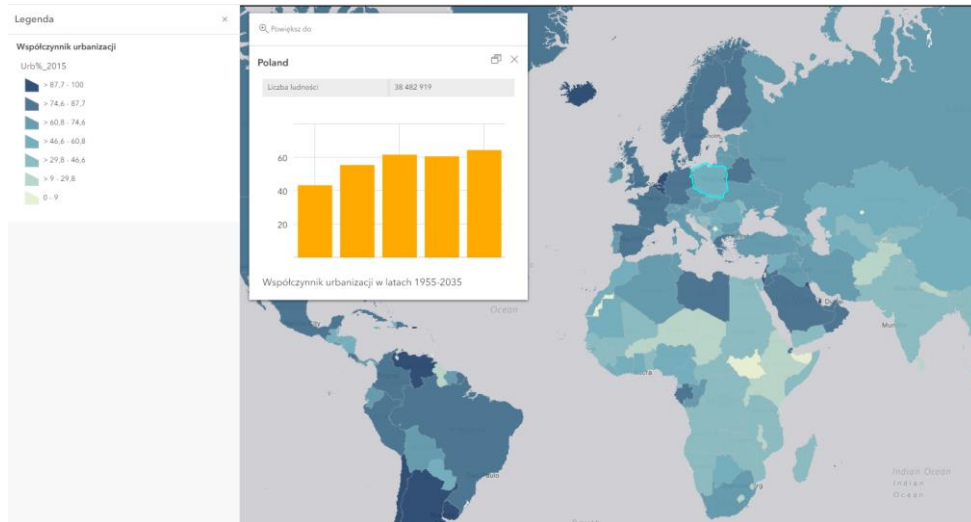 Legenda ×
Współczynnik urbanizacji
Urb%_2015
> 87,7 - 100
> 74,6 - 87,7
> 60,8 - 74,6
> 46,6 - 60,8
> 29,8 - 46,6
> 9 - 29,8
0 - 9
Powiększ do
Poland
Liczba ludności 38 482 919
60
40
20
Współczynnik urbanizacji w latach 1955-2035
Ocean
Indian Ocean
Indian
Ocean